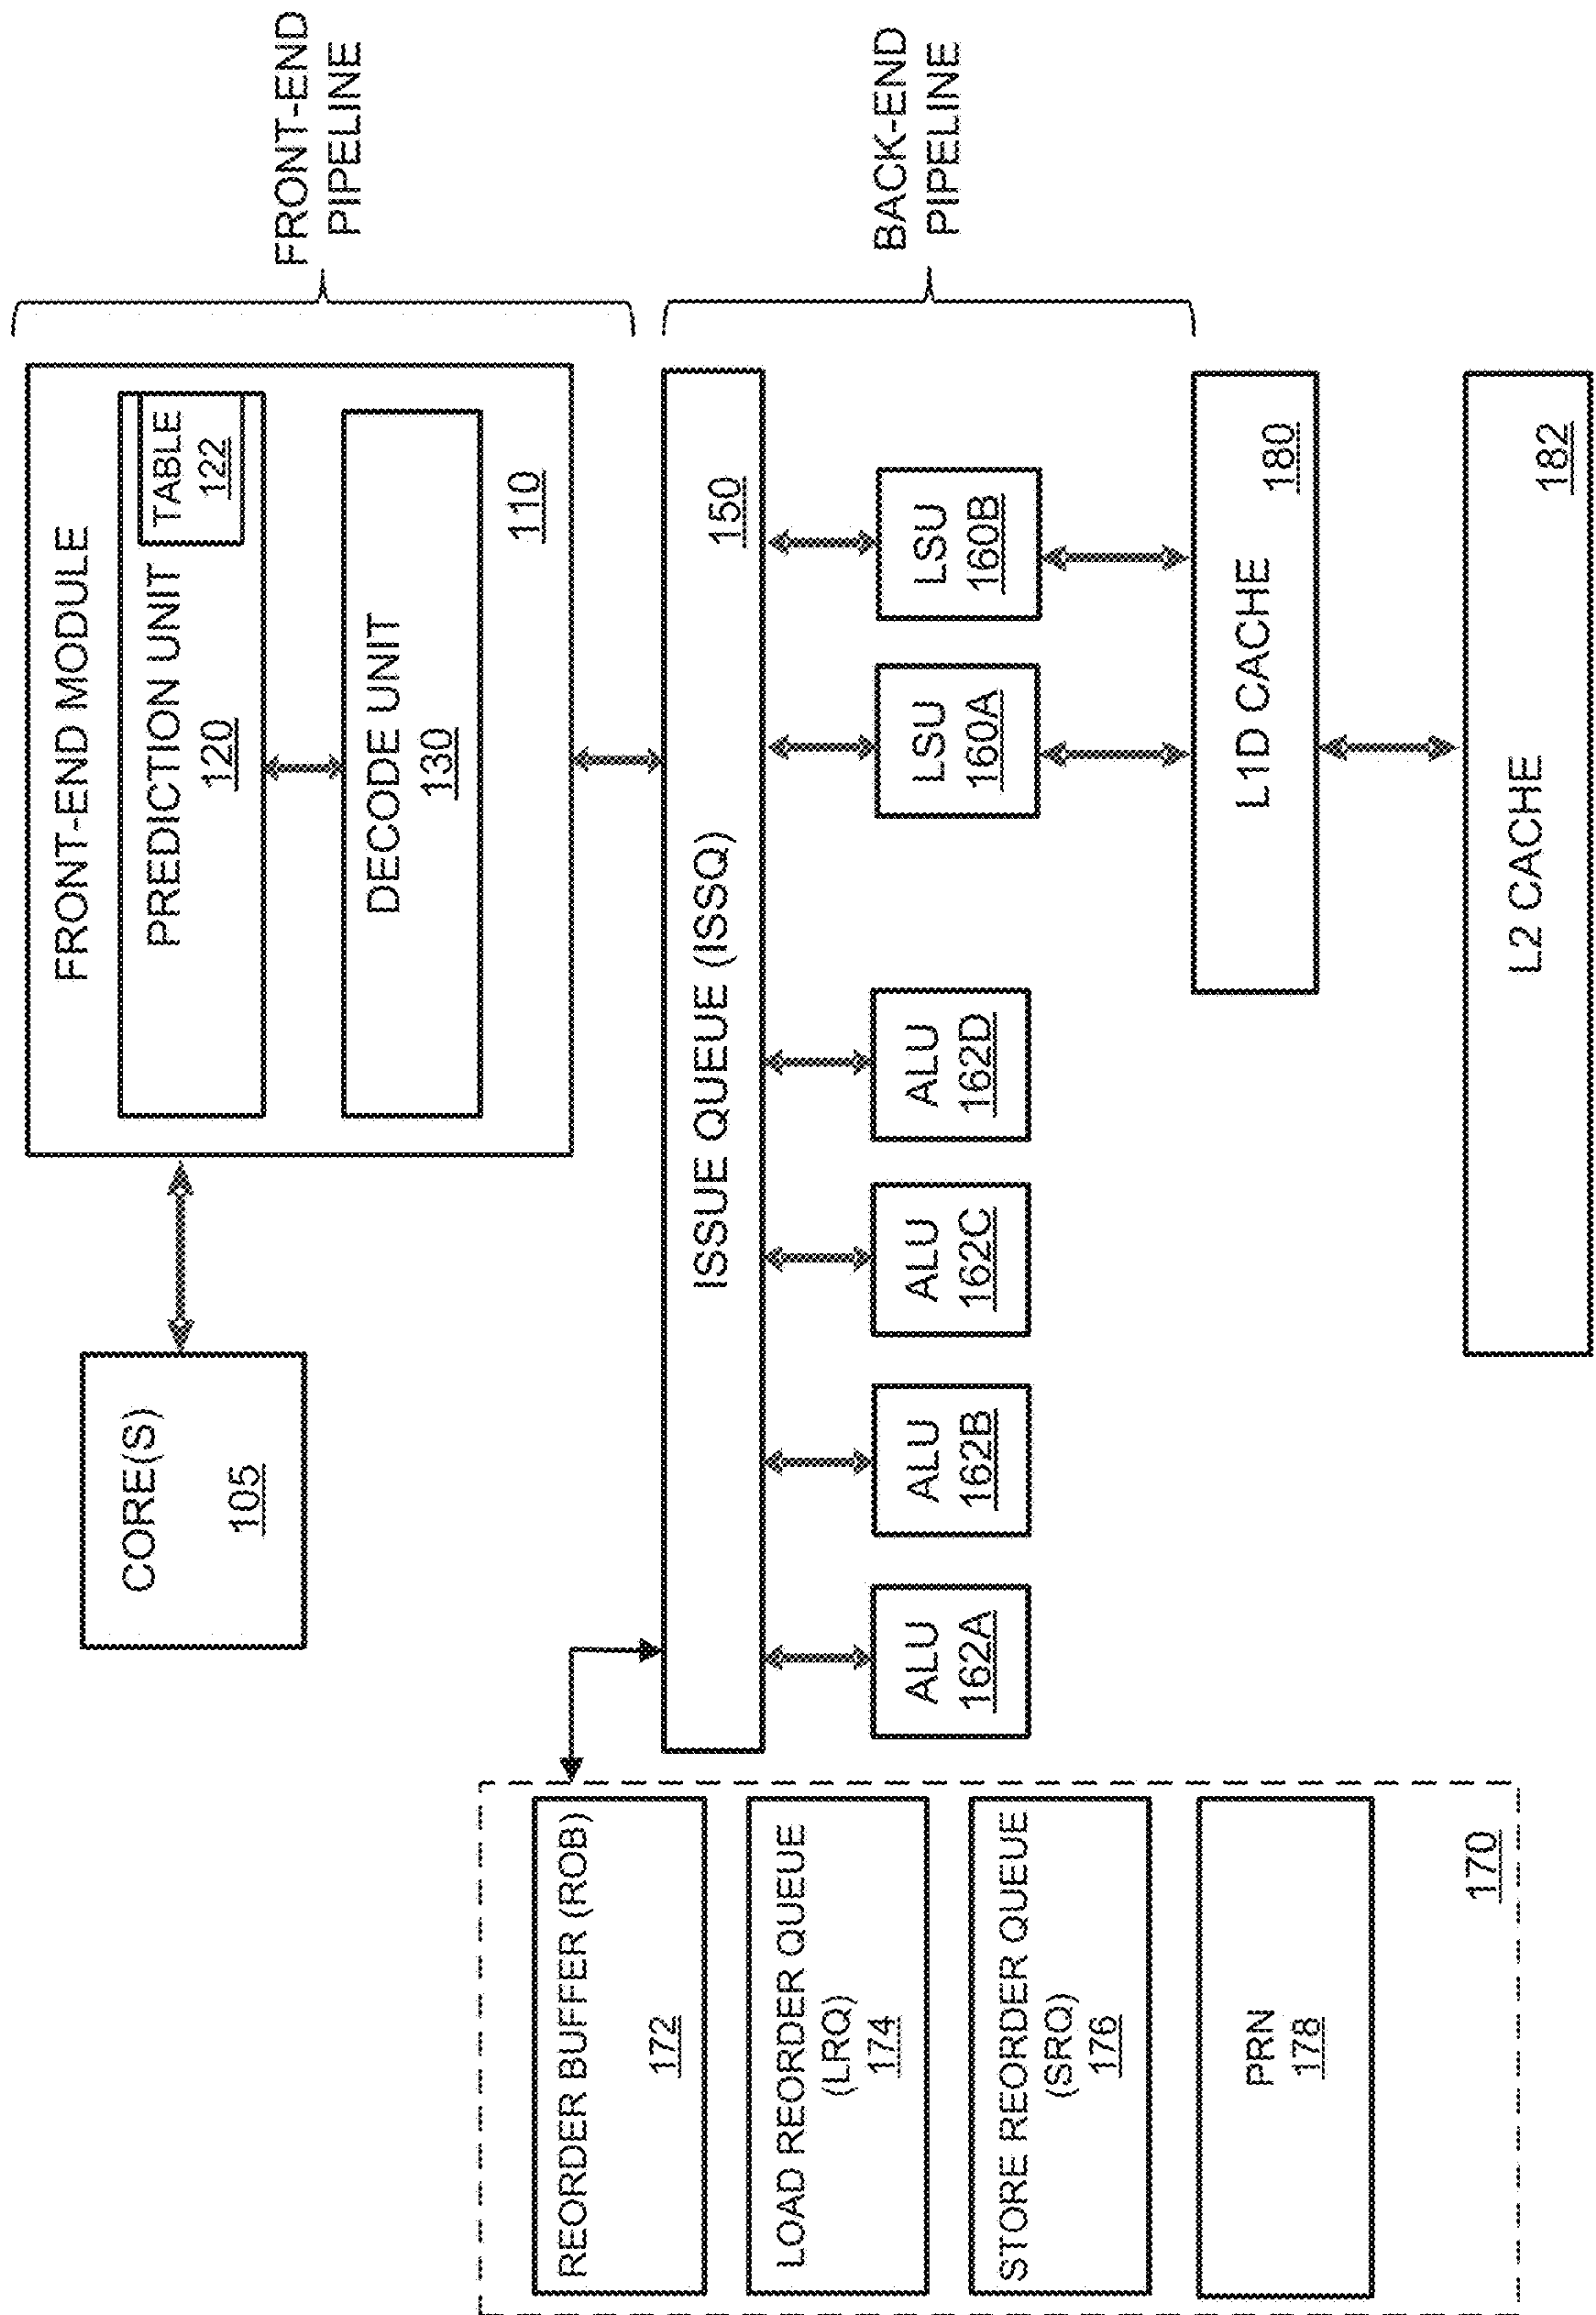 CORE(S)
105
FRONT-END MODULE
PREDICTION UNIT
120
TABLE
122
DECODE UNIT
130
110
FRONT-END
PIPELINE
REORDER BUFFER (ROB)
172
LOAD REORDER QUEUE
(LRQ)
174
STORE REORDER QUEUE
(SRQ)
176
PRN
178
170
ISSUE QUEUE (ISSQ)
150
BACK-END
PIPELINE
ALU
162A
ALU
162B
ALU
162C
ALU
162D
LSU
160A
LSU
160B
L1D CACHE
180
L2 CACHE
182